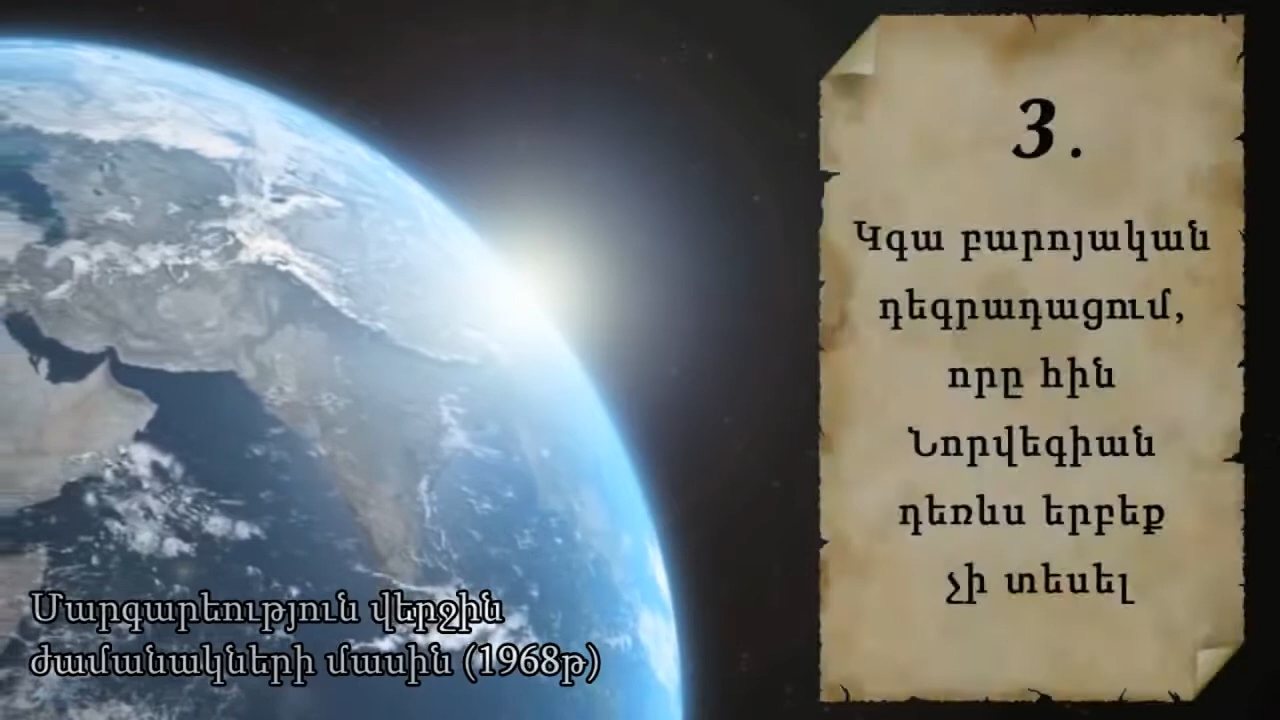 3.
Կգա բարոյական
դեգրադացում,
որը հին
Նորվեգիան
դեռևս երբեք
չի տեսել
Մարգարեություն վերջին
ժամանակների մասին (1968թ)